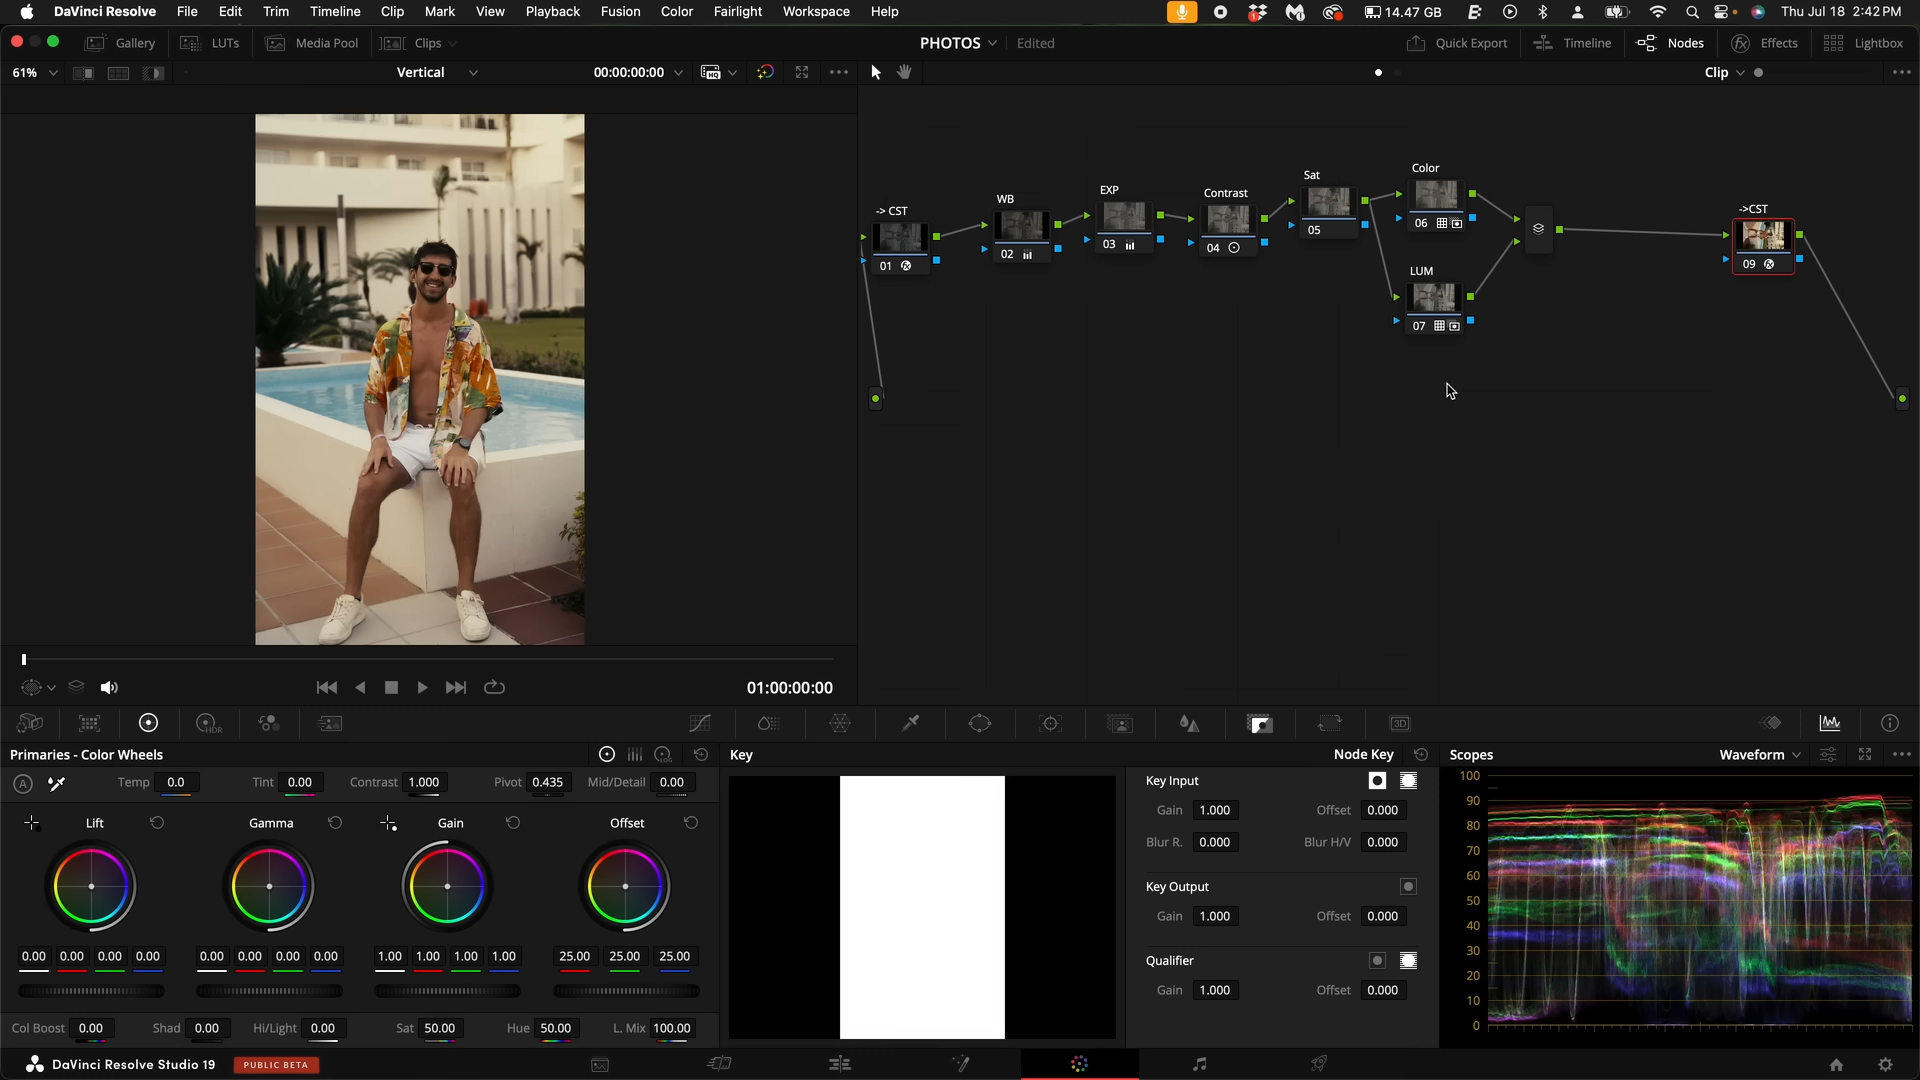 DaVinci Resolve File Edit Trim Timeline Clip Mark View Playback Fusion Color Fairlight Workspace Help 14.47 GB Thu Jul 18 2:42 PM
Gallery LUTs Media Pool Clips PHOTOS Edited Quick Export Timeline Nodes Effects Lightbox
61% Vertical 00:00:00:00 HQ Clip
Color
Sat
EXP
Contrast
WB
-> CST
->CST
06
05
03
04
02
01
09
LUM
07
01:00:00:00
HDR
3D
Primaries - Color Wheels LOG Key Node Key Scopes Waveform
A Temp 0.0 Tint 0.00 Contrast 1.000 Pivot 0.435 Mid/Detail 0.00
Lift Gamma Gain Offset
0.00 0.00 0.00 0.00 0.00 0.00 0.00 0.00 1.00 1.00 1.00 1.00 25.00 25.00 25.00
Col Boost 0.00 Shad 0.00 Hi/Light 0.00 Sat 50.00 Hue 50.00 L. Mix 100.00
Key Input
Gain 1.000 Offset 0.000
Blur R. 0.000 Blur H/V 0.000
Key Output
Gain 1.000 Offset 0.000
Qualifier
Gain 1.000 Offset 0.000
100
90
80
70
60
50
40
30
20
10
0
DaVinci Resolve Studio 19 PUBLIC BETA